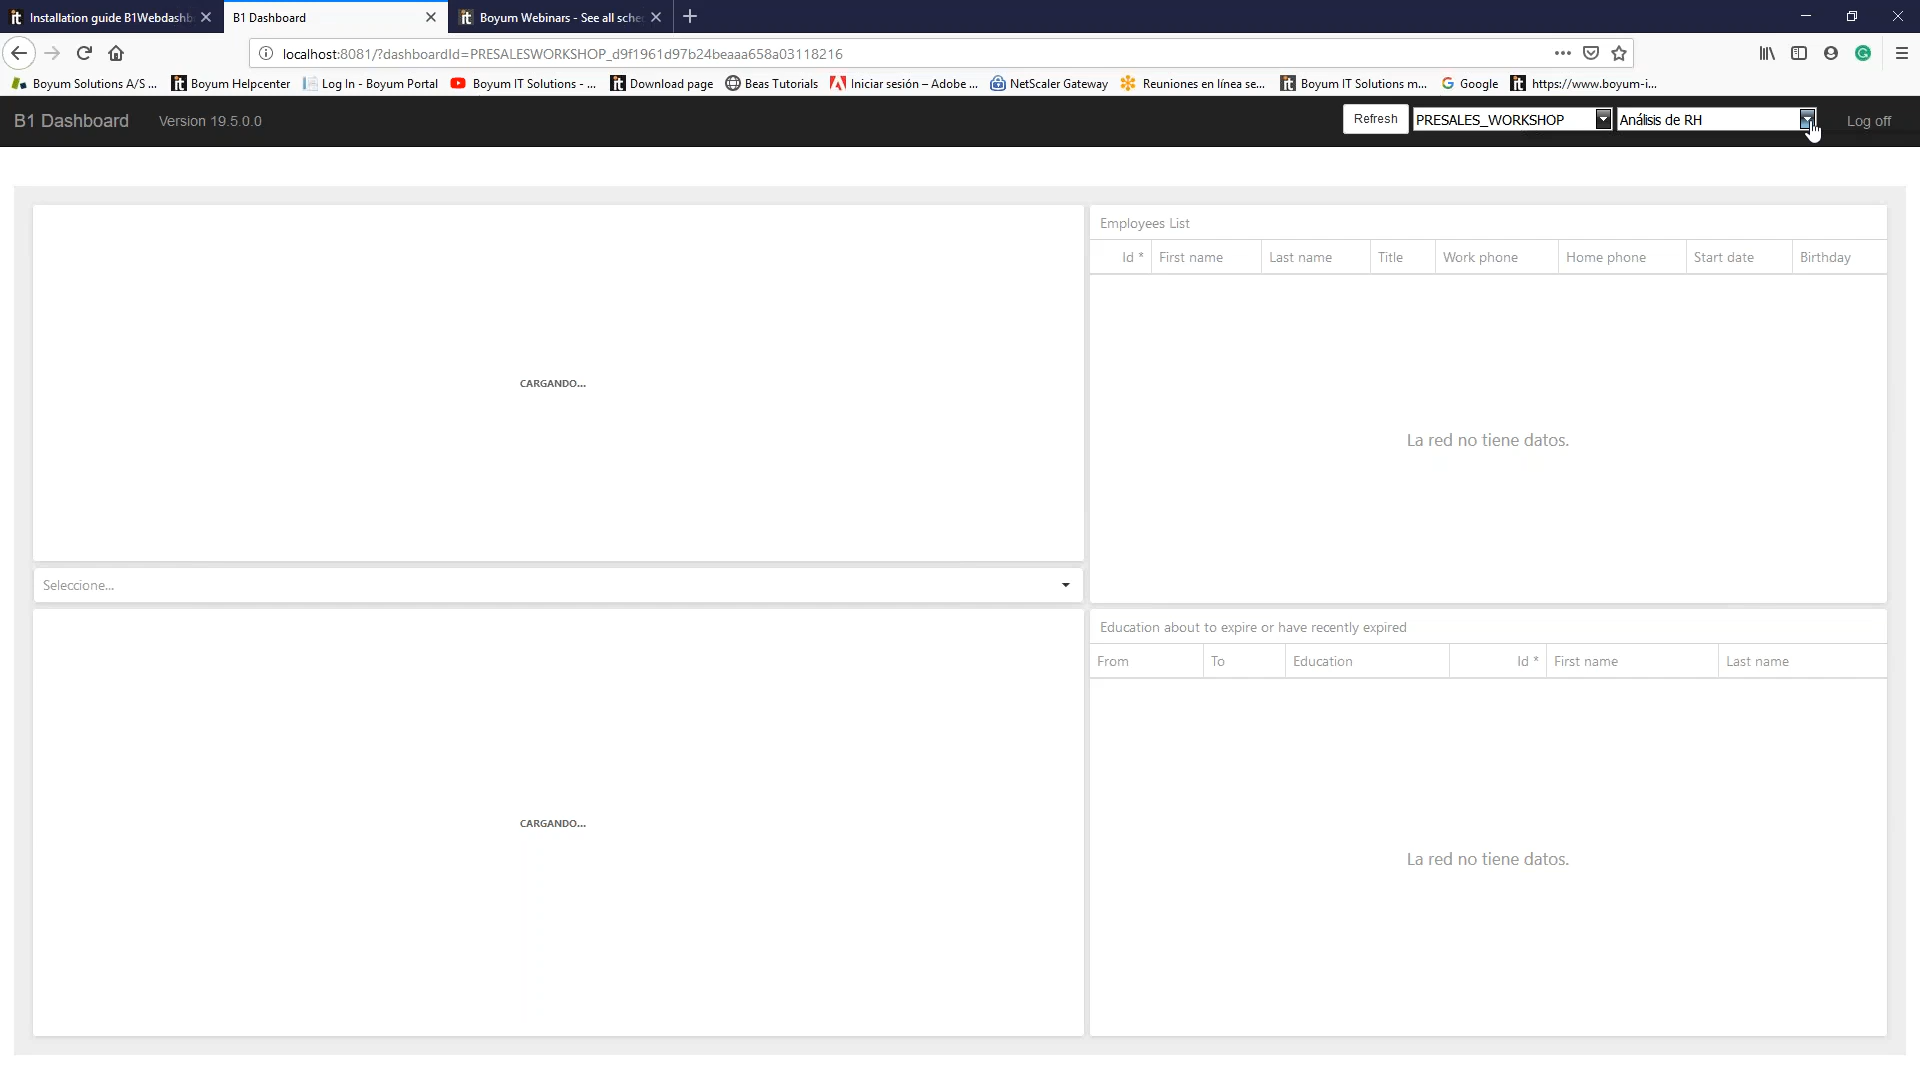 Installation guide B1Webdashb
B1 Dashboard
Boyum Webinars - See all sche
localhost:8081/?dashboardId=PRESALESWORKSHOP_d9f1961d97b24beaaa658a03118216
Boyum Solutions A/S ...
Boyum Helpcenter
Log In - Boyum Portal
Boyum IT Solutions - ...
Download page
Beas Tutorials
Iniciar sesión – Adobe ...
NetScaler Gateway
Reuniones en línea se...
Boyum IT Solutions m...
Google
https://www.boyum-i...
B1 Dashboard
Version 19.5.0.0
Refresh
PRESALES_WORKSHOP
Análisis de RH
Log off
CARGANDO...
Employees List
Id * First name Last name Title Work phone Home phone Start date Birthday
La red no tiene datos.
Seleccione...
CARGANDO...
Education about to expire or have recently expired
From To Education Id * First name Last name
La red no tiene datos.